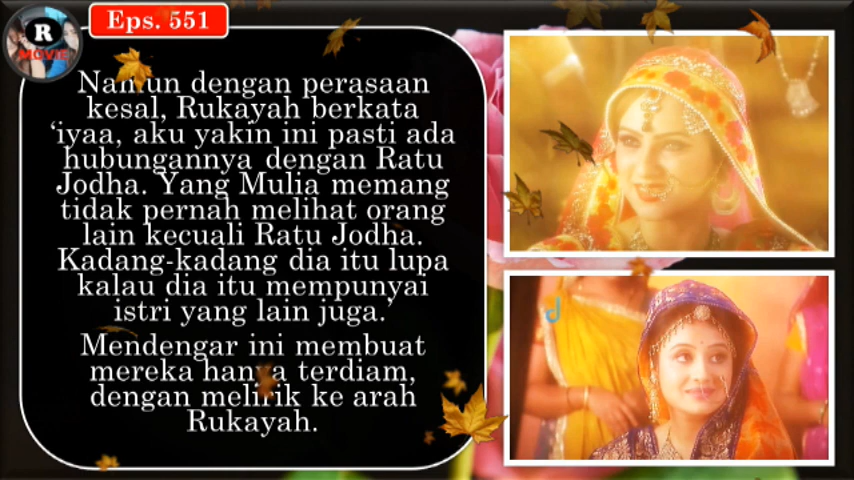 R
MOVIE
Eps. 551
Namun dengan perasaan
kesal, Rukayah berkata
‘iyaa, aku yakin ini pasti ada
hubungannya dengan Ratu
Jodha. Yang Mulia memang
tidak pernah melihat orang
lain kecuali Ratu Jodha.
Kadang-kadang dia itu lupa
kalau dia itu mempunyai
istri yang lain juga.’
Mendengar ini membuat
mereka hanya terdiam,
dengan melirik ke arah
Rukayah.